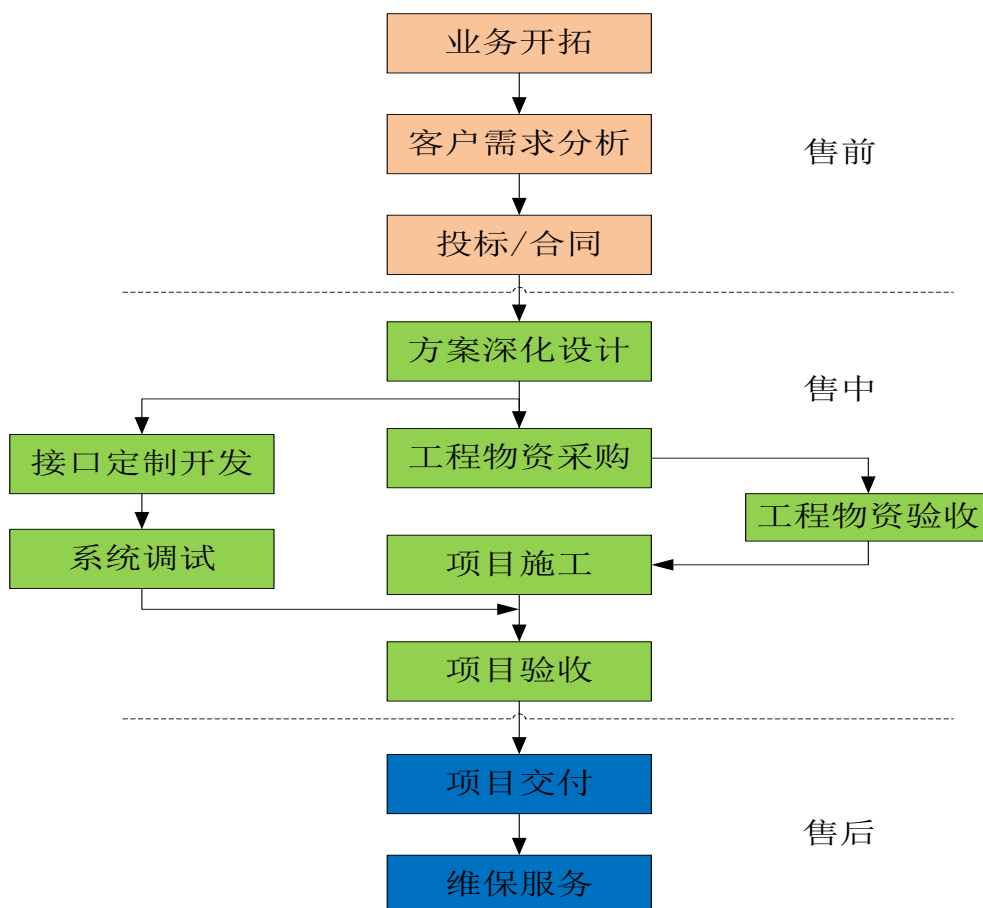 业务开拓
客户需求分析
售前
投标/合同
方案深化设计
售中
接口定制开发
工程物资采购
工程物资验收
系统调试
项目施工
项目验收
项目交付
售后
维保服务